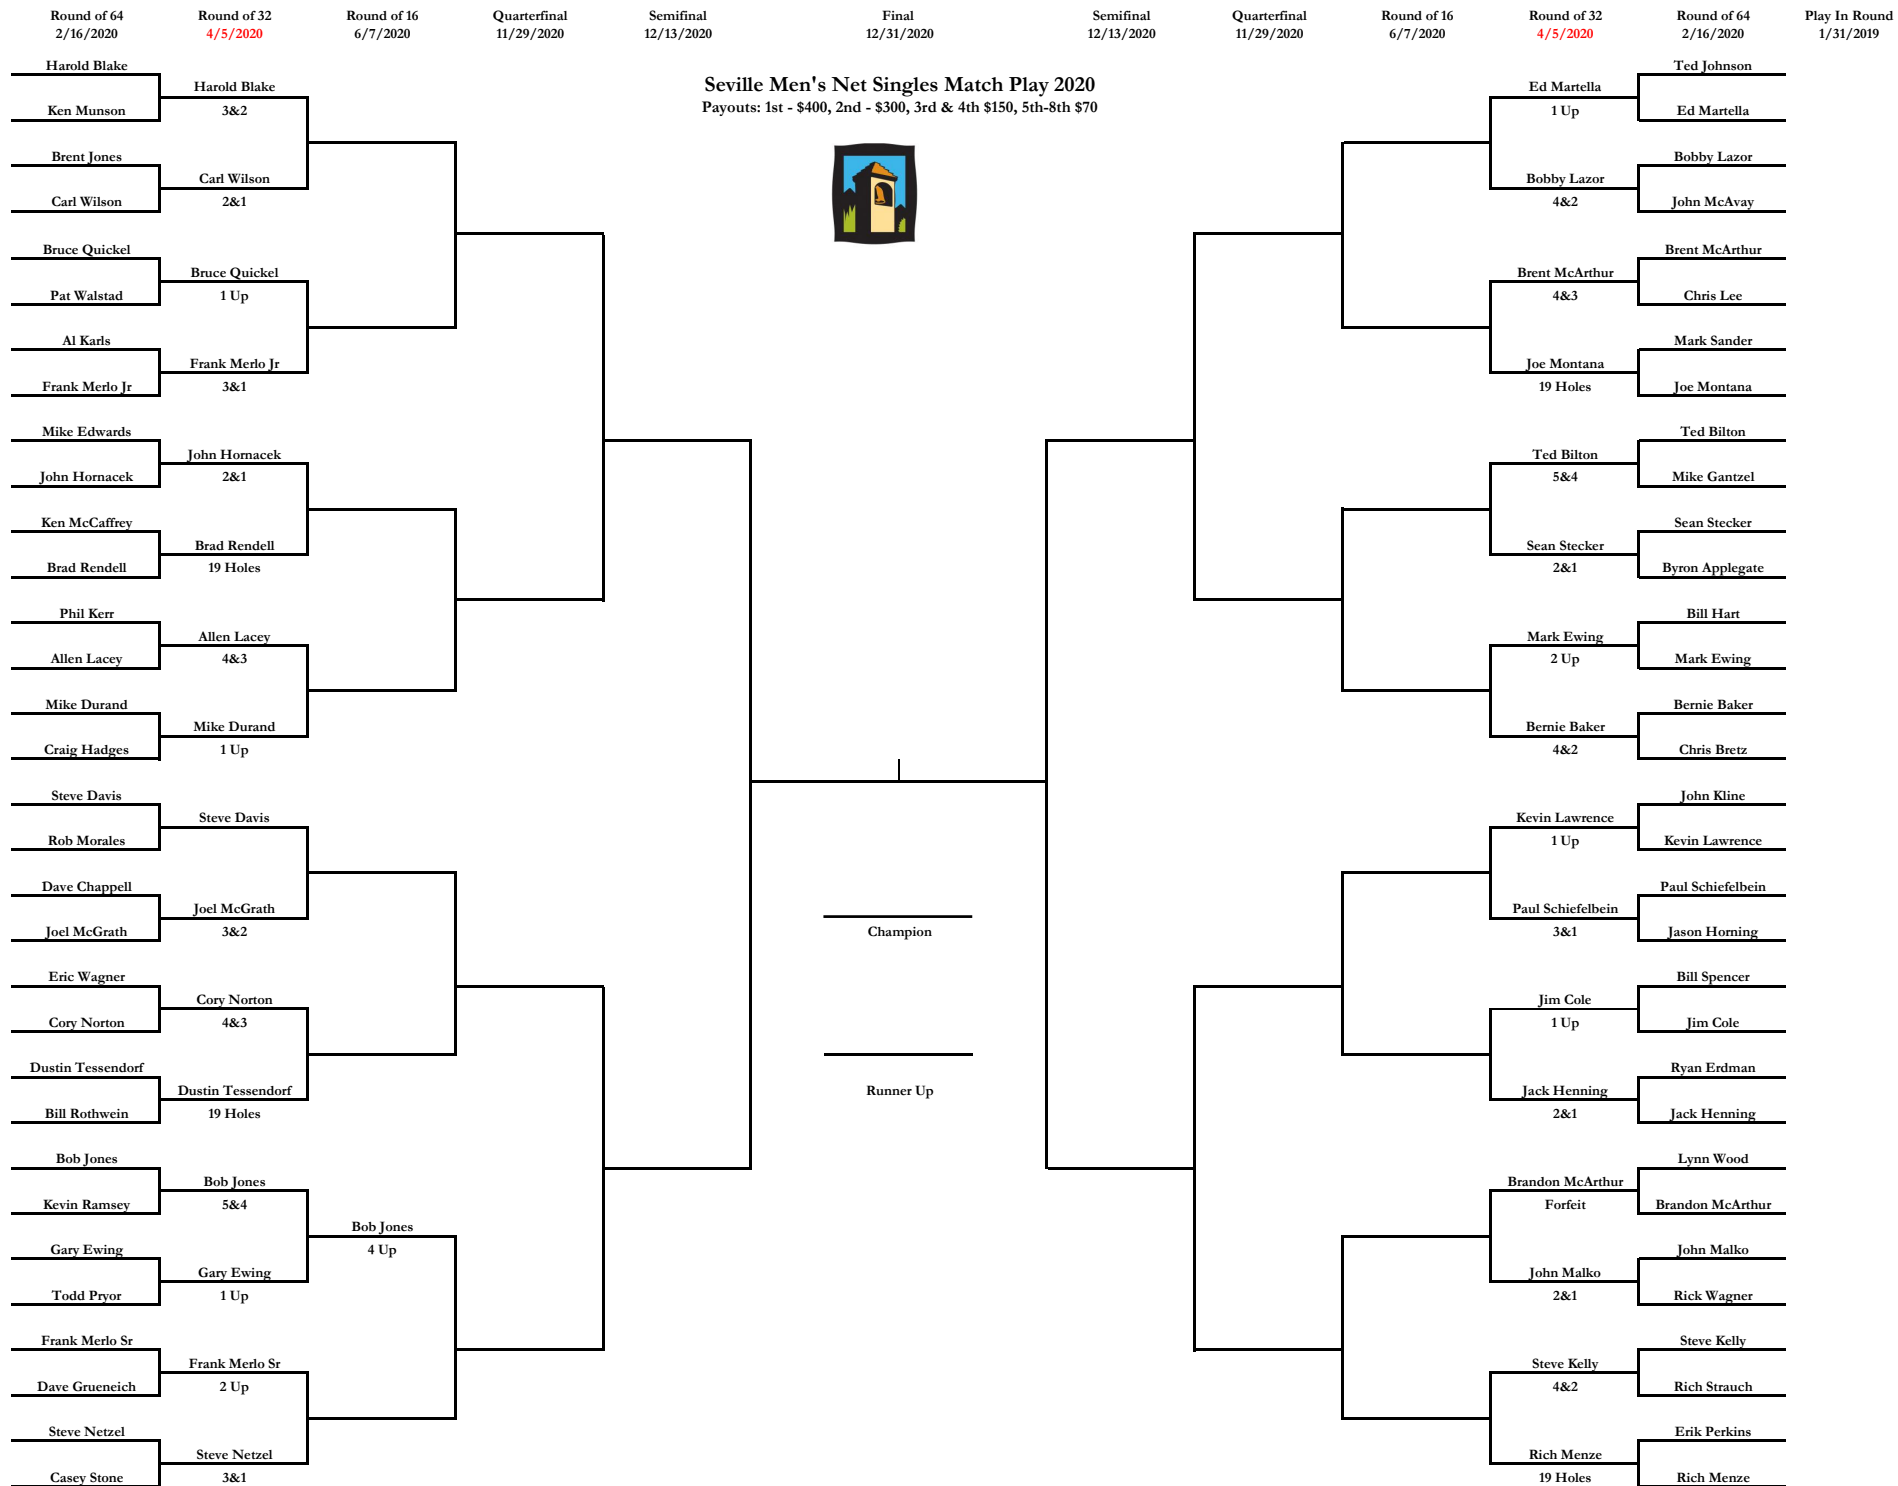 Round of 64
2/16/2020
Round of 32
4/5/2020
Round of 16
6/7/2020
Quarterfinal
11/29/2020
Semifinal
12/13/2020
Final
12/31/2020
Semifinal
12/13/2020
Quarterfinal
11/29/2020
Round of 16
6/7/2020
Round of 32
4/5/2020
Round of 64
2/16/2020
Play In Round
1/31/2019
Seville Men's Net Singles Match Play 2020
Payouts: 1st - $400, 2nd - $300, 3rd & 4th $150, 5th-8th $70
Harold Blake
Ken Munson
Brent Jones
Carl Wilson
Bruce Quickel
Pat Walstad
Al Karls
Frank Merlo Jr
Mike Edwards
John Hornacek
Ken McCaffrey
Brad Rendell
Phil Kerr
Allen Lacey
Mike Durand
Craig Hadges
Steve Davis
Rob Morales
Dave Chappell
Joel McGrath
Eric Wagner
Cory Norton
Dustin Tessendorf
Bill Rothwein
Bob Jones
Kevin Ramsey
Gary Ewing
Todd Pryor
Frank Merlo Sr
Dave Grueneich
Steve Netzel
Casey Stone
Harold Blake
3&2
Carl Wilson
2&1
Bruce Quickel
1 Up
Frank Merlo Jr
3&1
John Hornacek
2&1
Brad Rendell
19 Holes
Allen Lacey
4&3
Mike Durand
1 Up
Steve Davis
Joel McGrath
3&2
Cory Norton
4&3
Dustin Tessendorf
19 Holes
Bob Jones
5&4
Gary Ewing
1 Up
Frank Merlo Sr
2 Up
Steve Netzel
3&1
Bob Jones
4 Up
Champion
Runner Up
Ed Martella
1 Up
Bobby Lazor
4&2
Brent McArthur
4&3
Joe Montana
19 Holes
Ted Bilton
5&4
Sean Stecker
2&1
Mark Ewing
2 Up
Bernie Baker
4&2
Kevin Lawrence
1 Up
Paul Schiefelbein
3&1
Jim Cole
1 Up
Jack Henning
2&1
Brandon McArthur
Forfeit
John Malko
2&1
Steve Kelly
4&2
Rich Menze
19 Holes
Ted Johnson
Ed Martella
Bobby Lazor
John McAvay
Brent McArthur
Chris Lee
Mark Sander
Joe Montana
Ted Bilton
Mike Gantzel
Sean Stecker
Byron Applegate
Bill Hart
Mark Ewing
Bernie Baker
Chris Bretz
John Kline
Kevin Lawrence
Paul Schiefelbein
Jason Horning
Bill Spencer
Jim Cole
Ryan Erdman
Jack Henning
Lynn Wood
Brandon McArthur
John Malko
Rick Wagner
Steve Kelly
Rich Strauch
Erik Perkins
Rich Menze